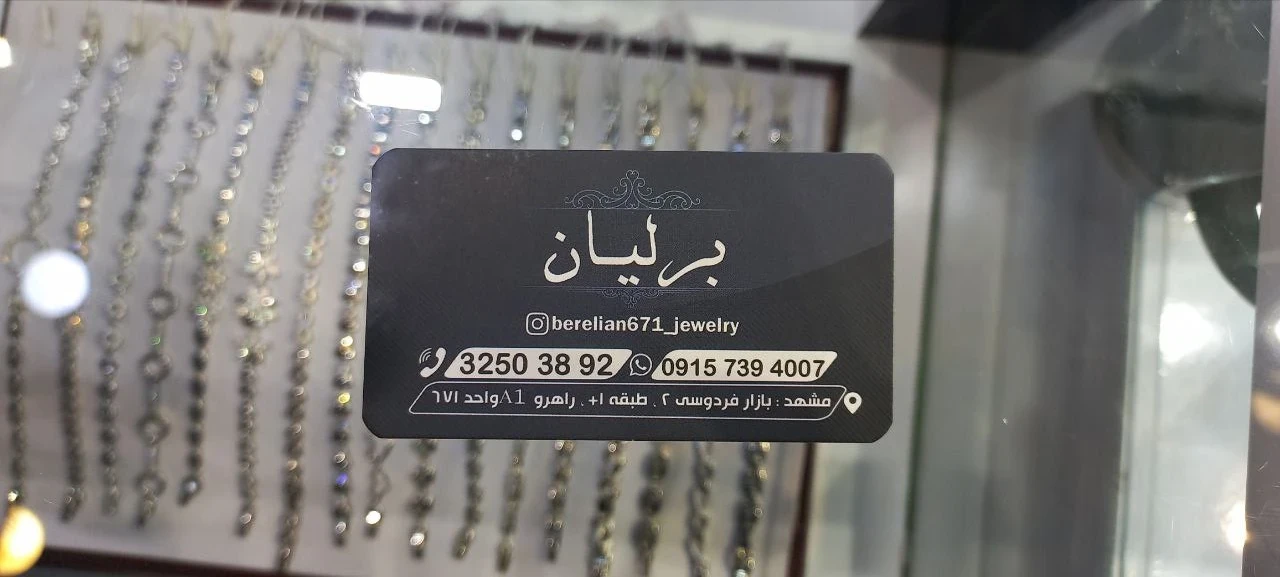 برلیان
berelian671_jewelry
3250 38 92 0915 739 4007
مشهد : بازار فردوسی ۲ ، طبقه ۱+ ، راهرو A1 واحد ۶۷۱